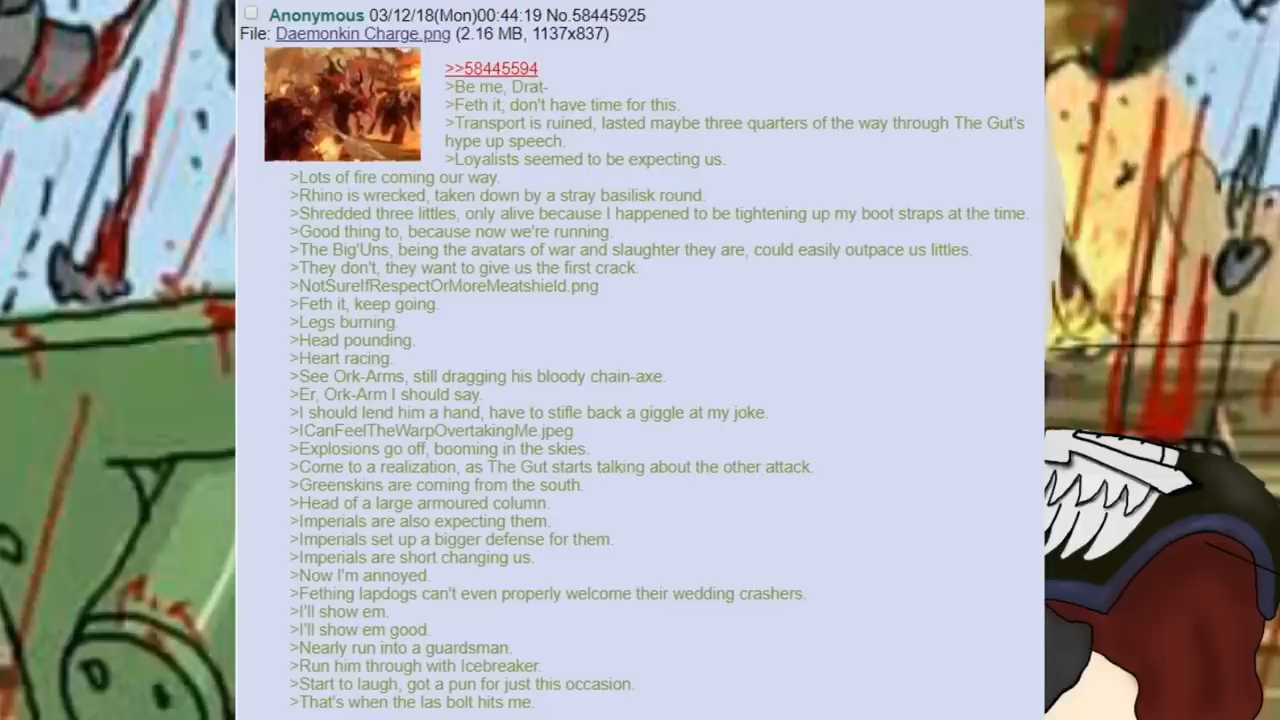 Anonymous 03/12/18(Mon)00:44:19 No.58445925
File: Daemonkin Charge.png (2.16 MB, 1137x837)
>>58445594
>Be me, Drat-
>Feth it, don't have time for this.
>Transport is ruined, lasted maybe three quarters of the way through The Gut's
hype up speech.
>Loyalists seemed to be expecting us.
>Lots of fire coming our way.
>Rhino is wrecked, taken down by a stray basilisk round.
>Shredded three littles, only alive because I happened to be tightening up my boot straps at the time.
>Good thing to, because now we're running.
>The Big'Uns, being the avatars of war and slaughter they are, could easily outpace us littles.
>They don't, they want to give us the first crack.
>NotSureIfRespectOrMoreMeatshield.png
>Feth it, keep going.
>Legs burning.
>Head pounding.
>Heart racing.
>See Ork-Arms, still dragging his bloody chain-axe.
>Er, Ork-Arm I should say.
>I should lend him a hand, have to stifle back a giggle at my joke.
>ICanFeelTheWarpOvertakingMe.jpeg
>Explosions go off, booming in the skies.
>Come to a realization, as The Gut starts talking about the other attack.
>Greenskins are coming from the south.
>Head of a large armoured column.
>Imperials are also expecting them.
>Imperials set up a bigger defense for them.
>Imperials are short changing us.
>Now I'm annoyed.
>Fething lapdogs can't even properly welcome their wedding crashers.
>I'll show em.
>I'll show em good.
>Nearly run into a guardsman.
>Run him through with Icebreaker.
>Start to laugh, got a pun for just this occasion.
>That's when the las bolt hits me.